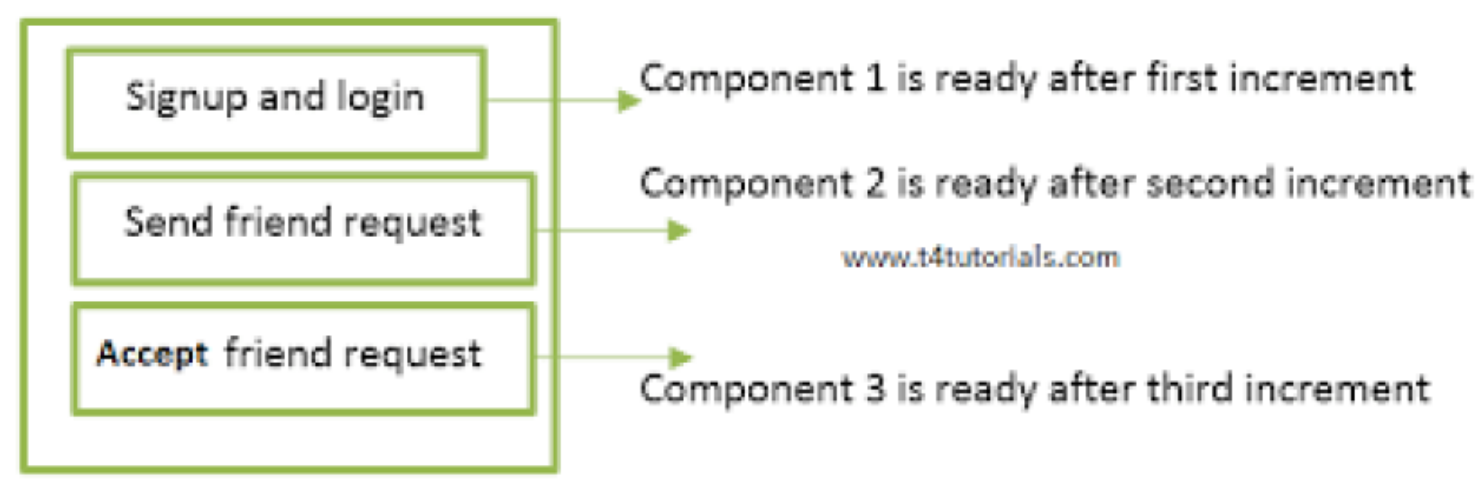 Signup and login
Component 1 is ready after first increment
Send friend request
Component 2 is ready after second increment
www.t4tutorials.com
Accept friend request
Component 3 is ready after third increment